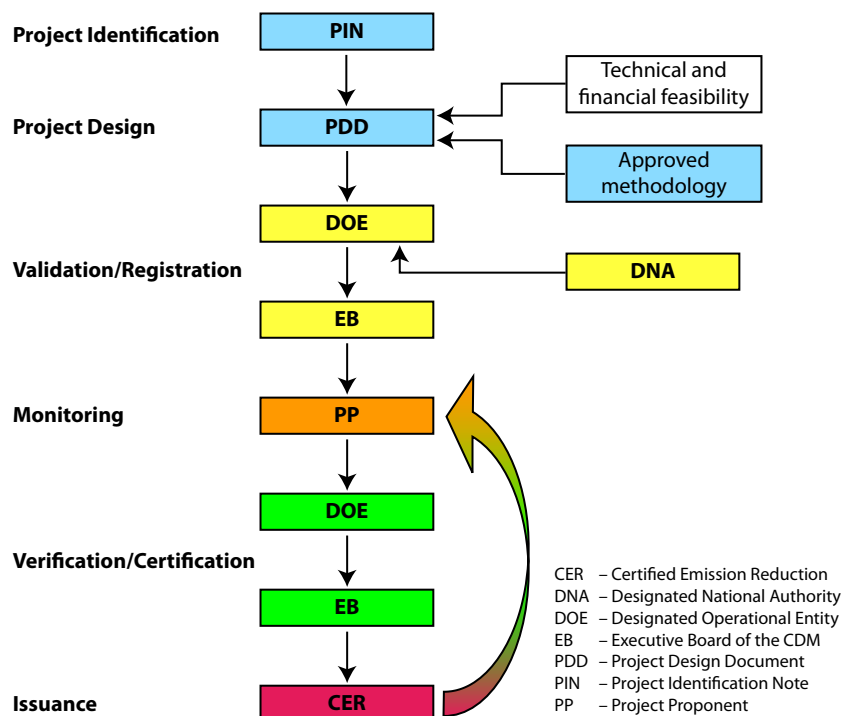 Project Identification
PIN
Technical and
financial feasibility
Project Design
PDD
Approved
methodology
DOE
Validation/Registration
DNA
EB
Monitoring
PP
DOE
Verification/Certification
EB
Issuance
CER
CER – Certified Emission Reduction
DNA – Designated National Authority
DOE – Designated Operational Entity
EB – Executive Board of the CDM
PDD – Project Design Document
PIN – Project Identification Note
PP – Project Proponent